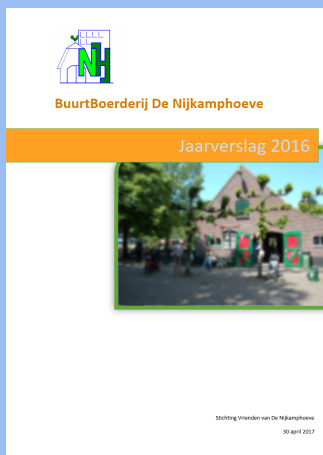 NH
BuurtBoerderij De Nijkamphoeve
Jaarverslag 2016
Stichting Vrienden van De Nijkamphoeve
30 april 2017